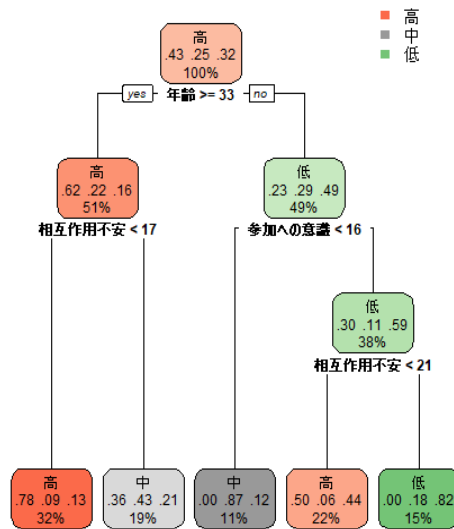 高
中
低
高
.43 .25 .32
100%
yes 年齢 >= 33 no
高
.62 .22 .16
51%
相互作用不安 < 17
低
.23 .29 .49
49%
参加への意識 < 16
低
.30 .11 .59
38%
相互作用不安 < 21
高
.78 .09 .13
32%
中
.36 .43 .21
19%
中
.00 .87 .12
11%
高
.50 .06 .44
22%
低
.00 .18 .82
15%